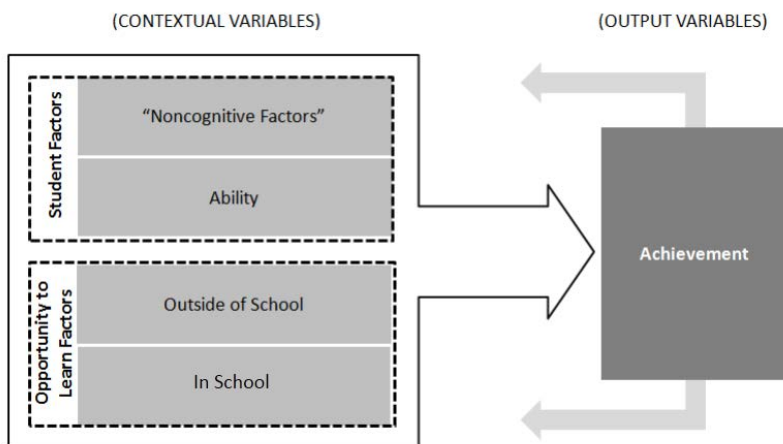 (CONTEXTUAL VARIABLES)
(OUTPUT VARIABLES)
Student Factors
“Noncognitive Factors”
Ability
Achievement
Opportunity to
Learn Factors
Outside of School
In School